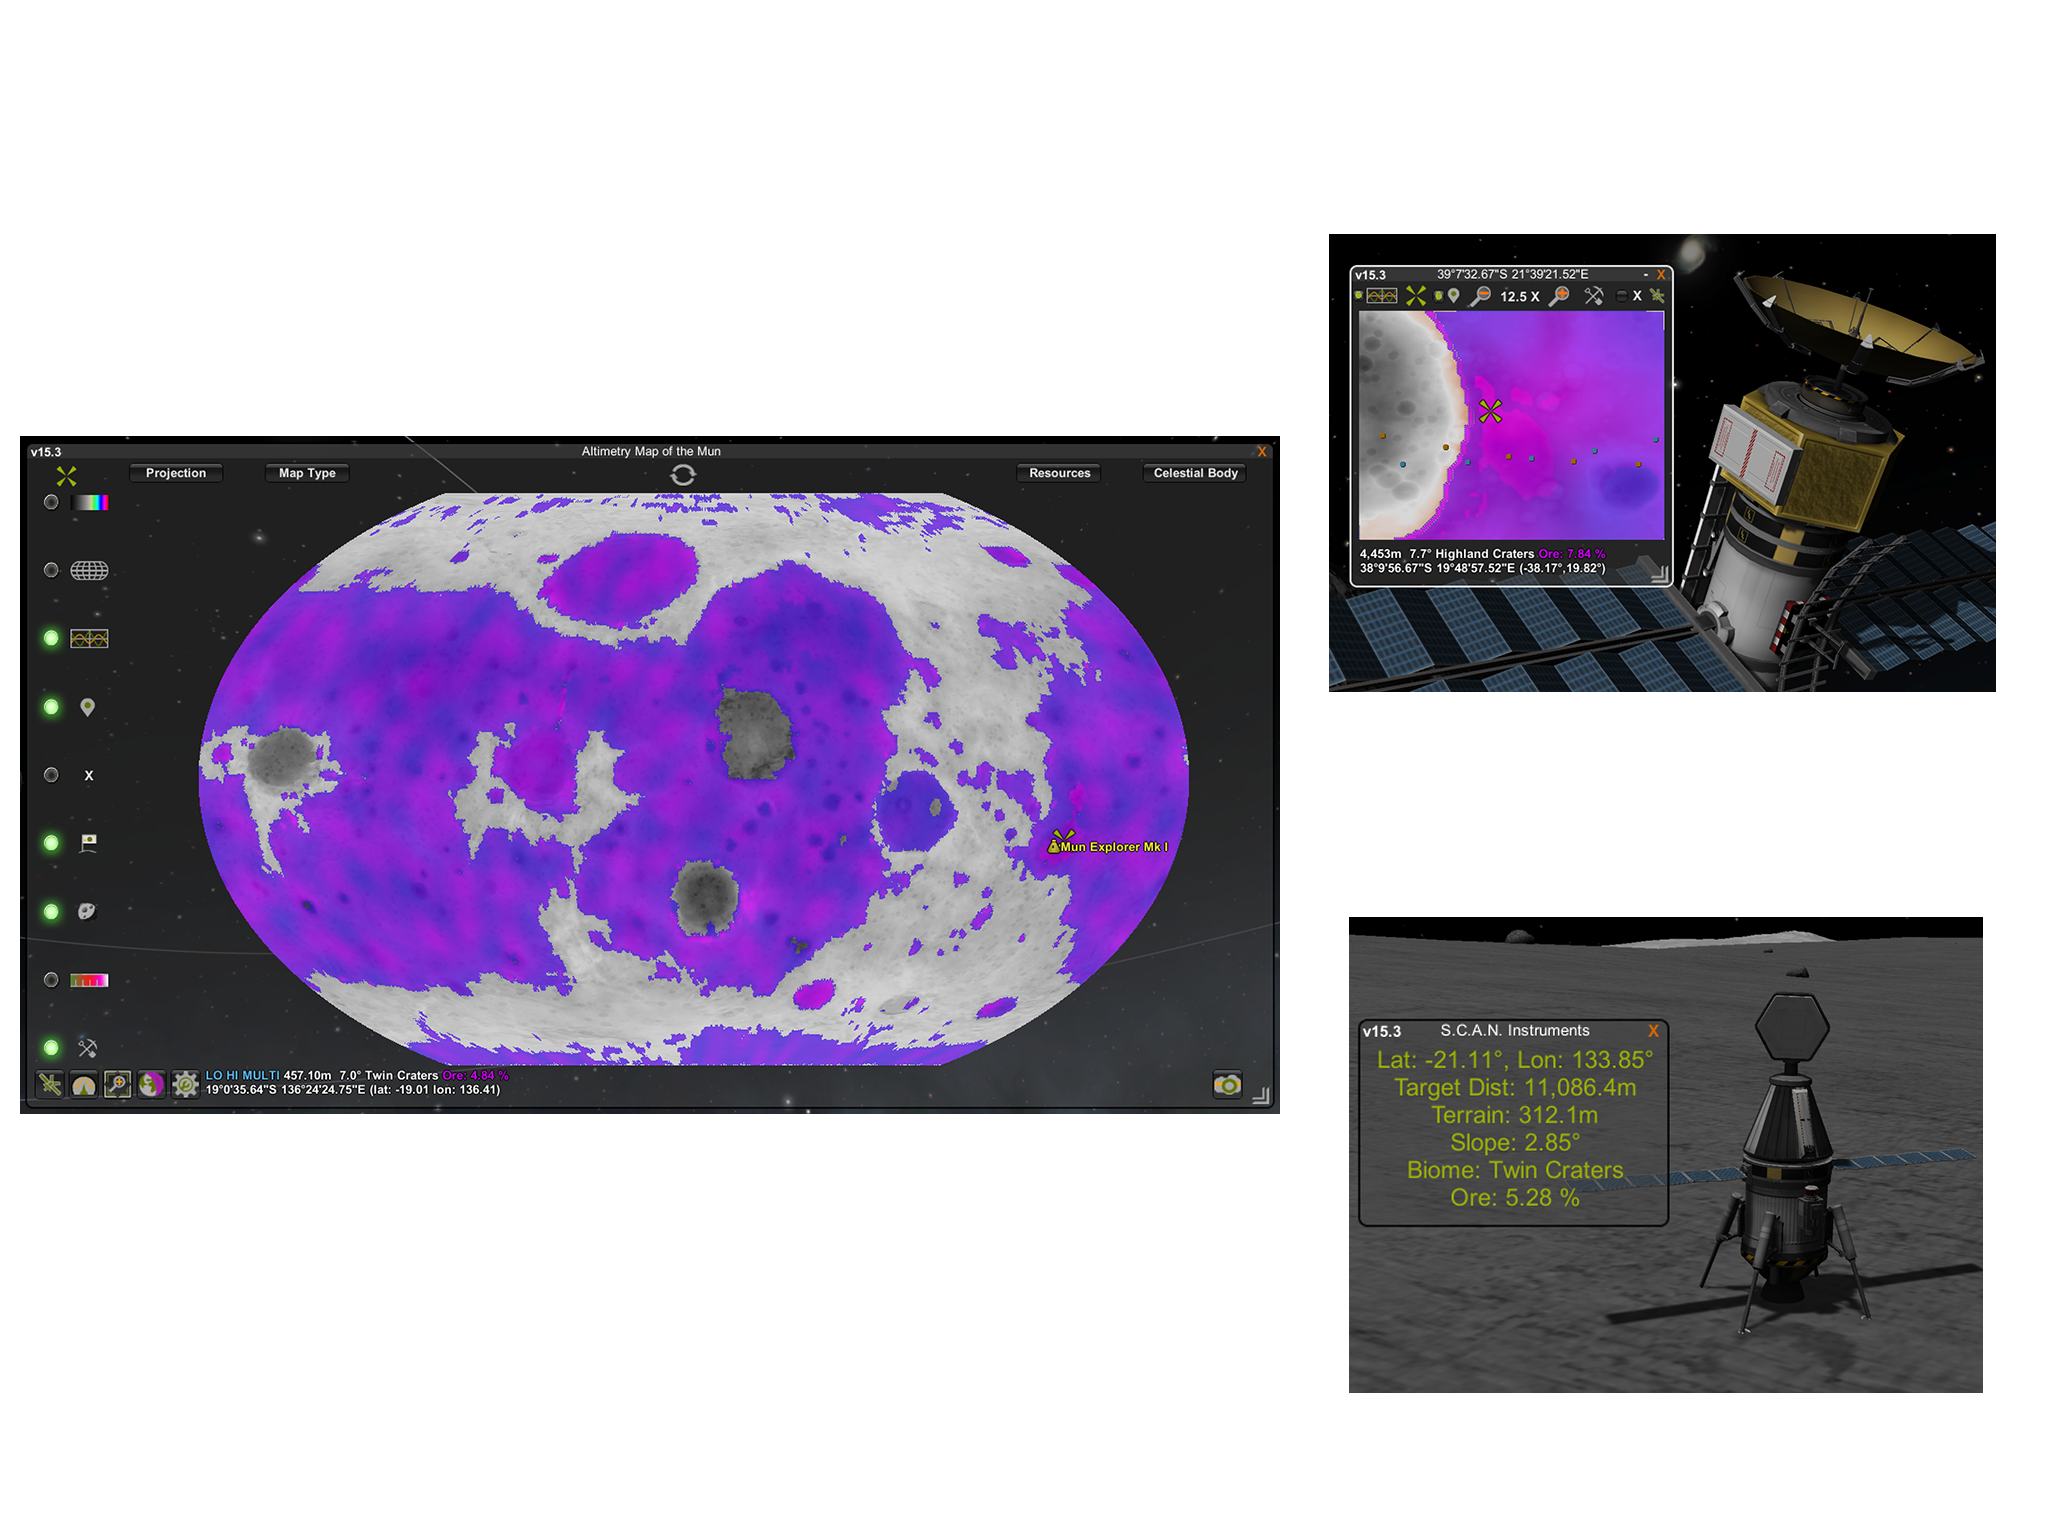 v15.3
Altimetry Map of the Mun
X
Projection
Map Type
Resources
Celestial Body
X
Mun Explorer Mk I
LO HI MULTI 457.10m 7.0° Twin Craters Ore: 4.84 %
19°0'35.64"S 136°24'24.75"E (lat: -19.01 lon: 136.41)
v15.3
39°7'32.67"S 21°39'21.52"E
- X
12.5 X
X
4,453m 7.7° Highland Craters Ore: 7.84 %
38°9'56.67"S 19°48'57.52"E (-38.17°,19.82°)
v15.3
S.C.A.N. Instruments
X
Lat: -21.11°, Lon: 133.85°
Target Dist: 11,086.4m
Terrain: 312.1m
Slope: 2.85°
Biome: Twin Craters
Ore: 5.28 %